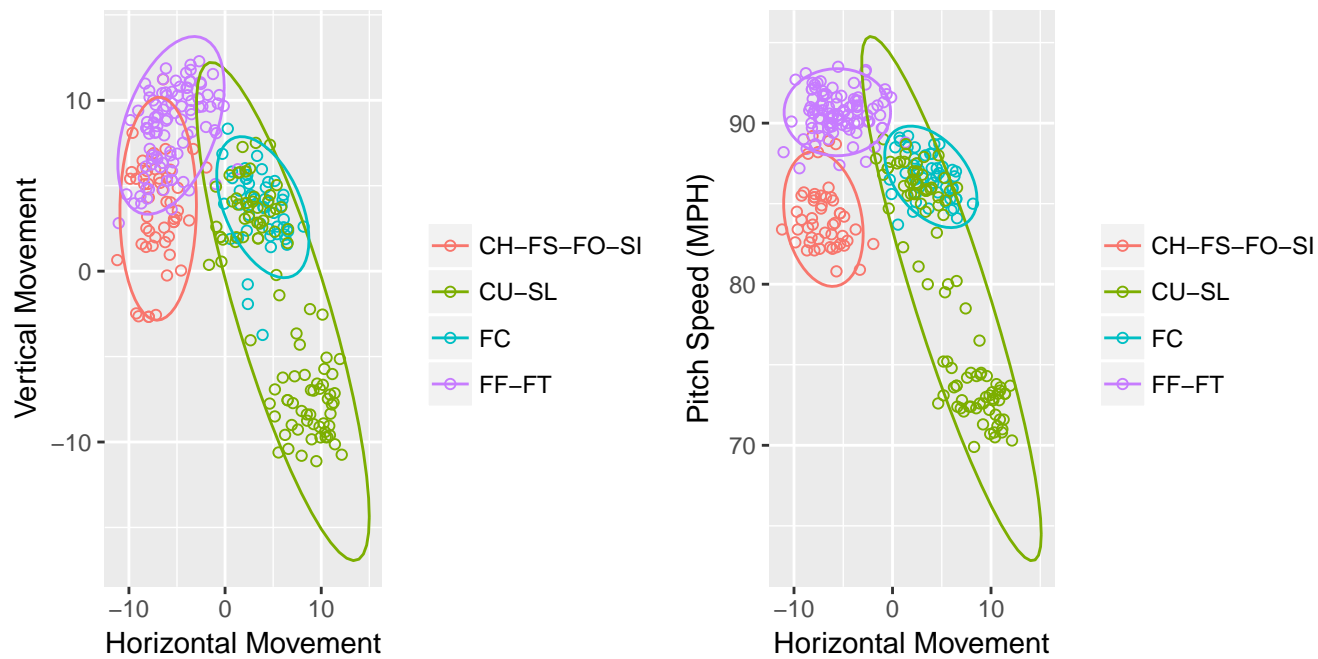 Vertical Movement
10
0
−10
−10 0 10
Horizontal Movement
CH−FS−FO−SI
CU−SL
FC
FF−FT
Pitch Speed (MPH)
90
80
70
−10 0 10
Horizontal Movement
CH−FS−FO−SI
CU−SL
FC
FF−FT